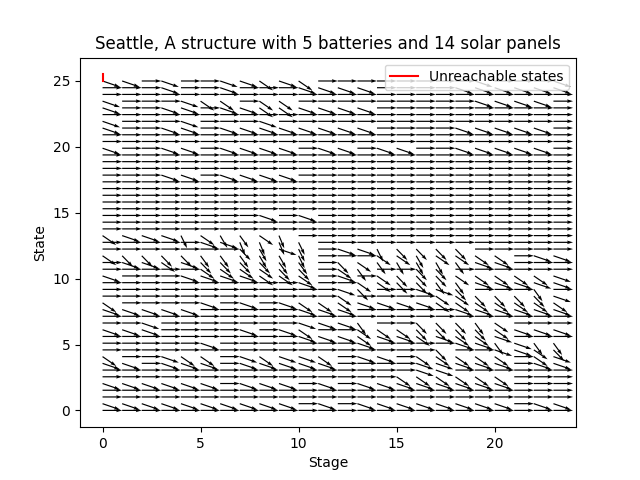 Seattle, A structure with 5 batteries and 14 solar panels
Unreachable states
25
20
15
10
5
0
State
0 5 10 15 20
Stage